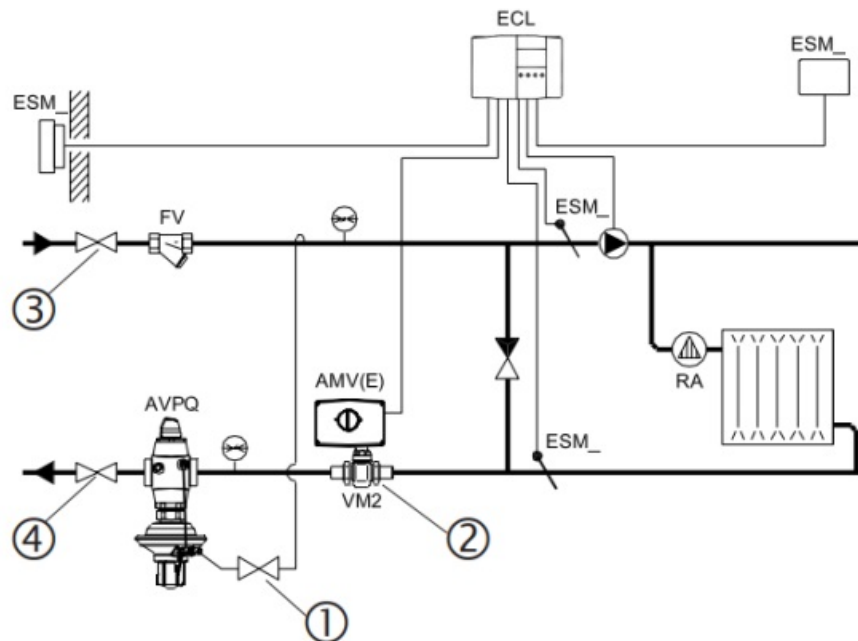 ECL
ESM_
ESM_
FV
ESM_
③
AMV(E)
RA
AVPQ
ESM_
VM2
④
②
①